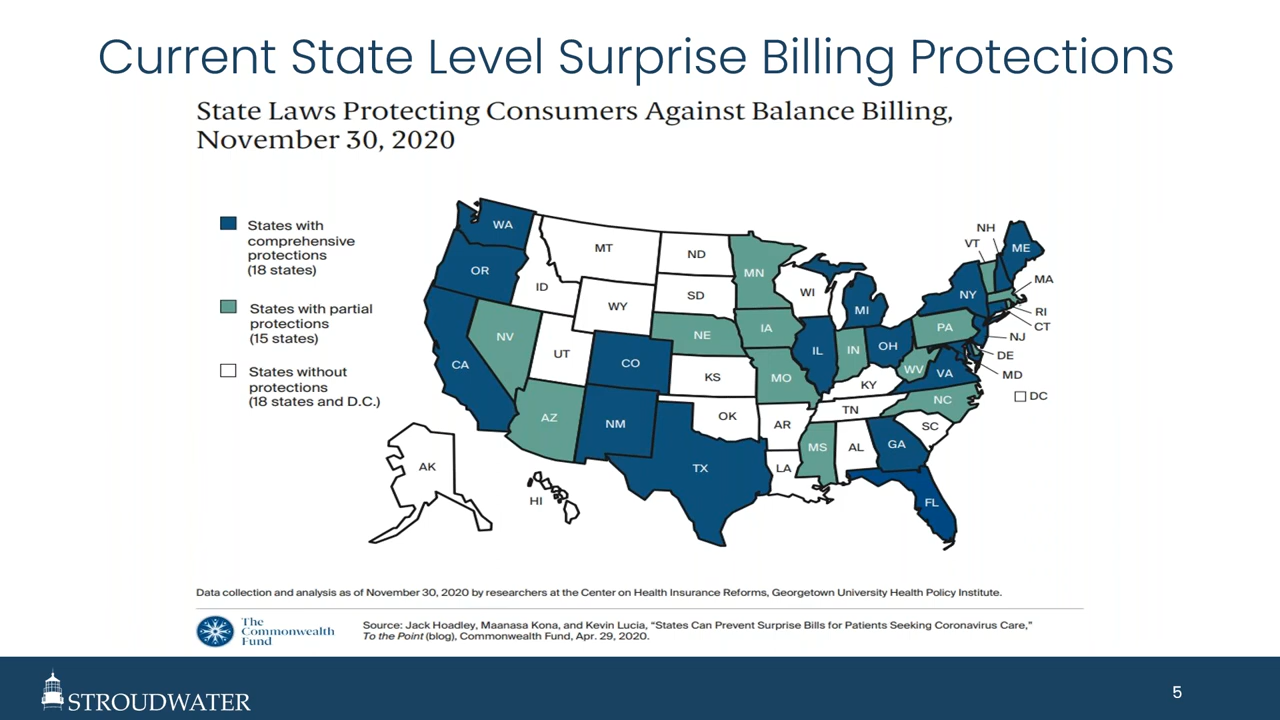 Current State Level Surprise Billing Protections
State Laws Protecting Consumers Against Balance Billing,
November 30, 2020
States with
comprehensive
protections
(18 states)
States with partial
protections
(15 states)
States without
protections
(18 states and D.C.)
WA
OR
CA
NV
ID
MT
WY
UT
AZ
CO
NM
ND
SD
NE
KS
OK
TX
MN
IA
MO
AR
LA
WI
IL
MS
MI
IN
KY
TN
AL
OH
WV
GA
FL
SC
NC
VA
PA
NY
VT
NH
ME
MA
RI
CT
NJ
DE
MD
DC
AK
HI
Data collection and analysis as of November 30, 2020 by researchers at the Center on Health Insurance Reforms, Georgetown University Health Policy Institute.
The
Commonwealth
Fund
Source: Jack Hoadley, Maanasa Kona, and Kevin Lucia, “States Can Prevent Surprise Bills for Patients Seeking Coronavirus Care,”
To the Point (blog), Commonwealth Fund, Apr. 29, 2020.
STROUDWATER
5